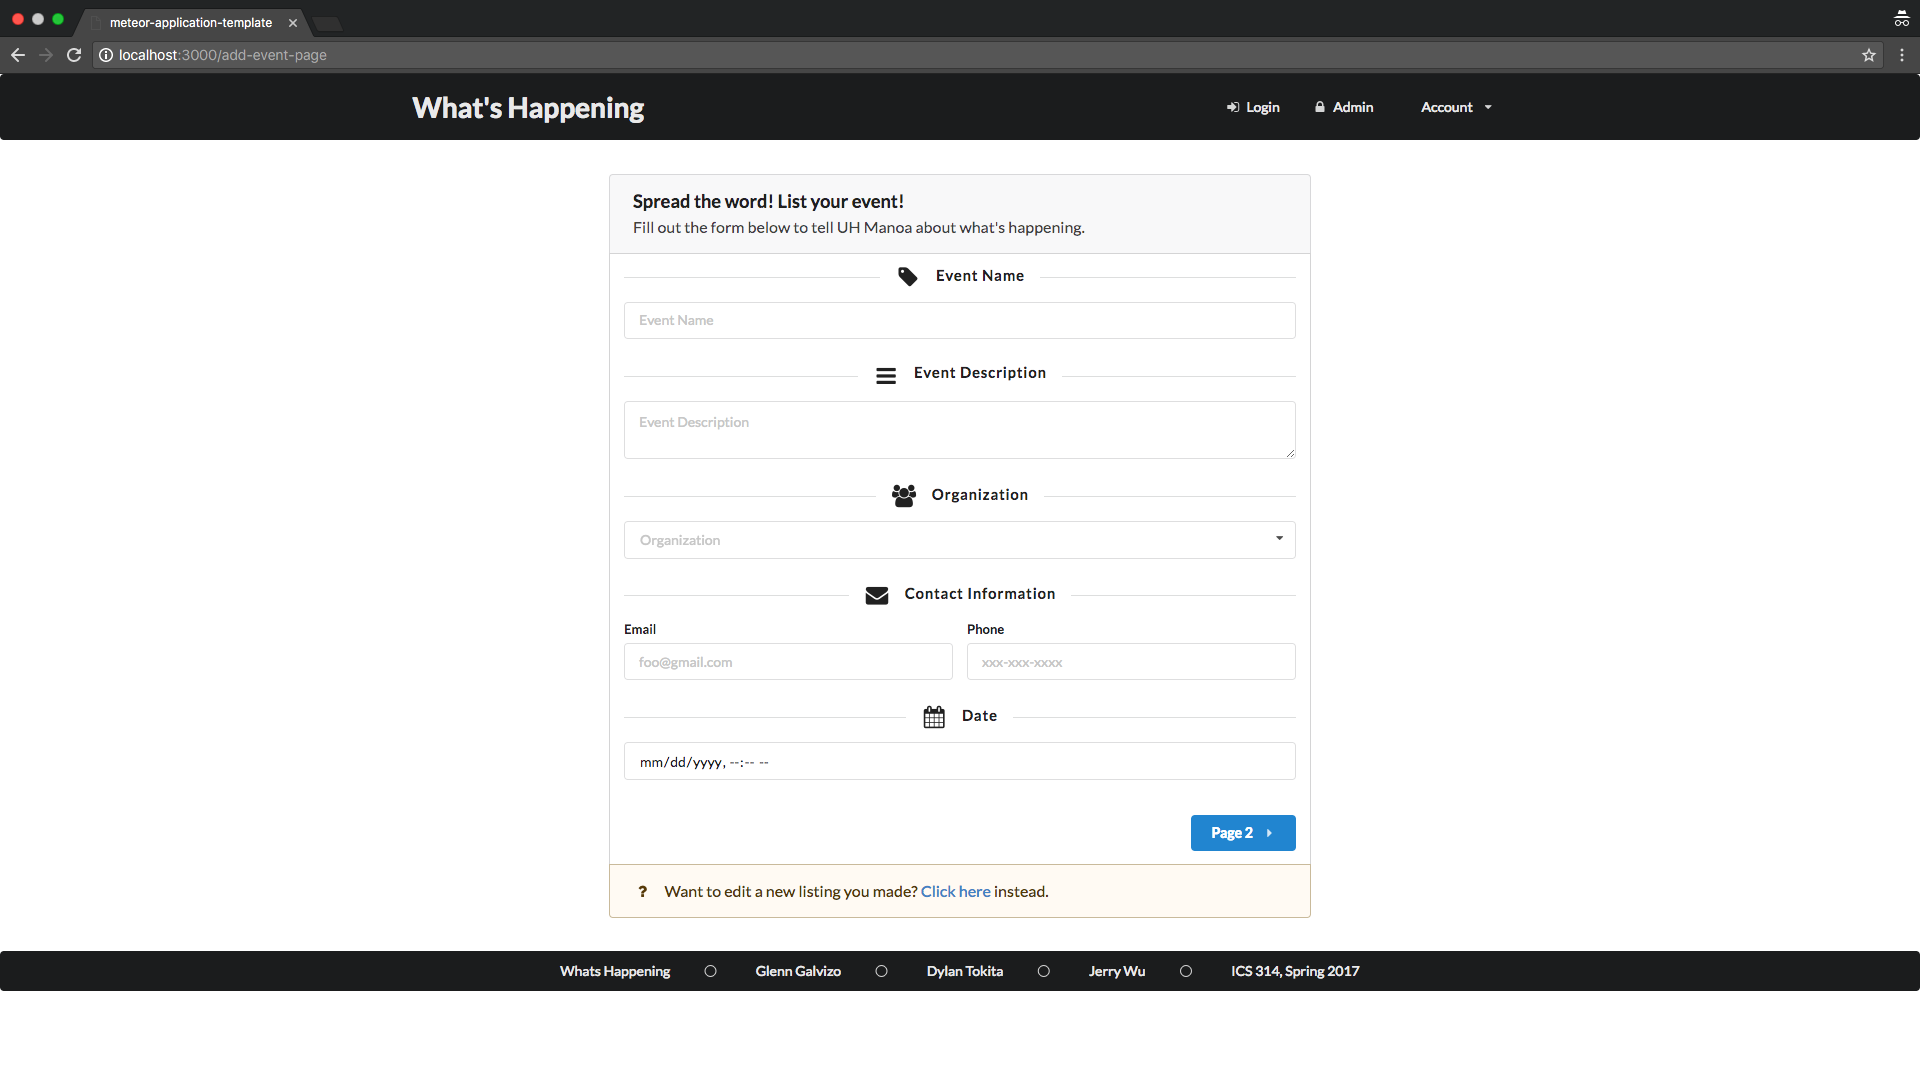 meteor-application-template
localhost:3000/add-event-page
What's Happening
Login
Admin
Account
Spread the word! List your event!
Fill out the form below to tell UH Manoa about what's happening.
Event Name
Event Name
Event Description
Event Description
Organization
Organization
Contact Information
Email
Phone
foo@gmail.com
xxx-xxx-xxxx
Date
mm/dd/yyyy, --:-- --
Page 2
? Want to edit a new listing you made? Click here instead.
Whats Happening
Glenn Galvizo
Dylan Tokita
Jerry Wu
ICS 314, Spring 2017